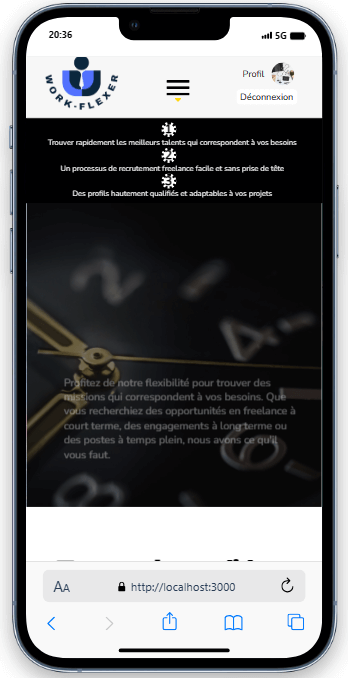 20:36
5G
WORK-FLEXER
Profil
Déconnexion
1
Trouver rapidement les meilleurs talents qui correspondent à vos besoins
2
Un processus de recrutement freelance facile et sans prise de tête
3
Des profils hautement qualifiés et adaptables à vos projets
Profitez de notre flexibilité pour trouver des
missions qui correspondent à vos besoins. Que
vous recherchiez des opportunités en freelance à
court terme, des engagements à long terme ou
des postes à temps plein, nous avons ce qu'il
vous faut.
AA
http://localhost:3000